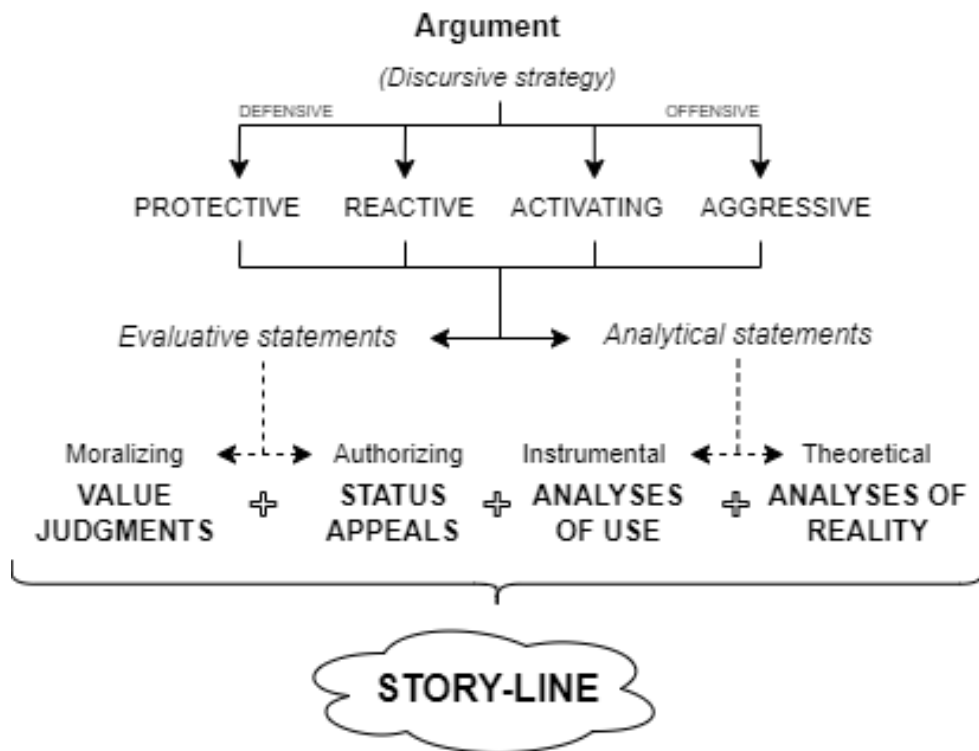 Argument
(Discursive strategy)
DEFENSIVE OFFENSIVE
PROTECTIVE REACTIVE ACTIVATING AGGRESSIVE
Evaluative statements Analytical statements
Moralizing Authorizing Instrumental Theoretical
VALUE STATUS ANALYSES ANALYSES OF
JUDGMENTS APPEALS OF USE REALITY
STORY-LINE